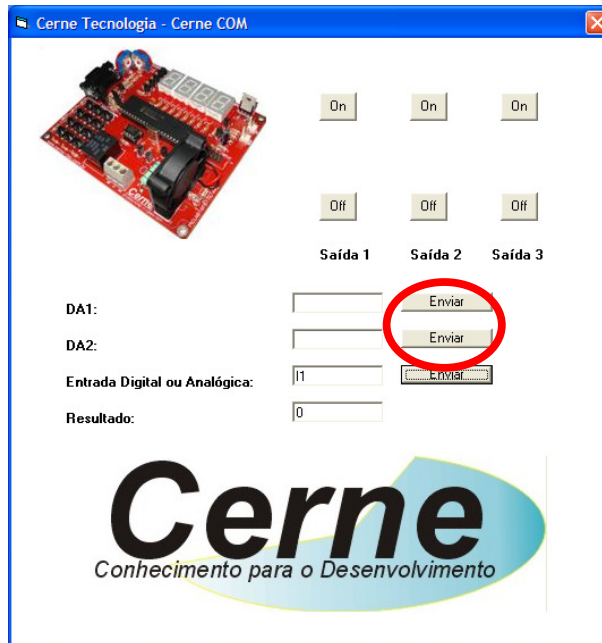 Cerne Tecnologia - Cerne COM
Cerne
On On On
Off Off Off
Saída 1 Saída 2 Saída 3
DA1: Enviar
DA2: Enviar
Entrada Digital ou Analógica: I1 Enviar
Resultado: 0
Cerne
Conhecimento para o Desenvolvimento